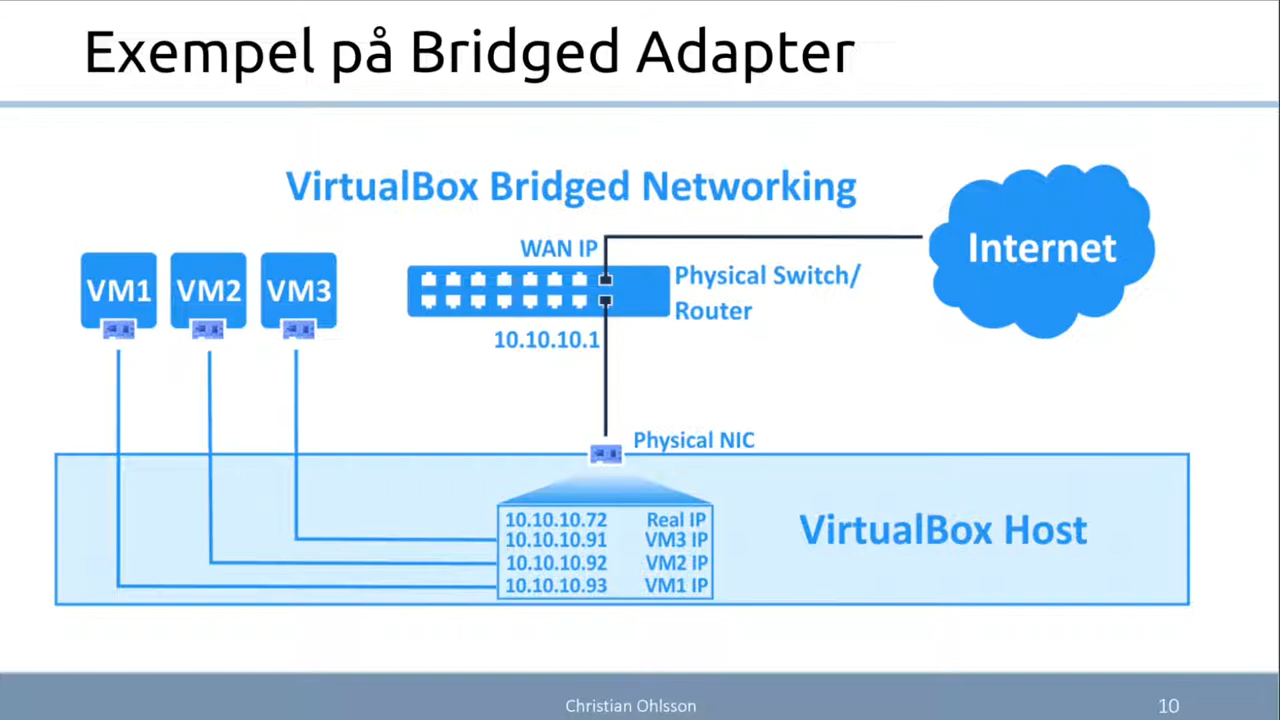 Exempel på Bridged Adapter
VirtualBox Bridged Networking
WAN IP
Internet
VM1
VM2
VM3
Physical Switch/
Router
10.10.10.1
Physical NIC
10.10.10.72 Real IP
10.10.10.91 VM3 IP
10.10.10.92 VM2 IP
10.10.10.93 VM1 IP
VirtualBox Host
Christian Ohlsson
10